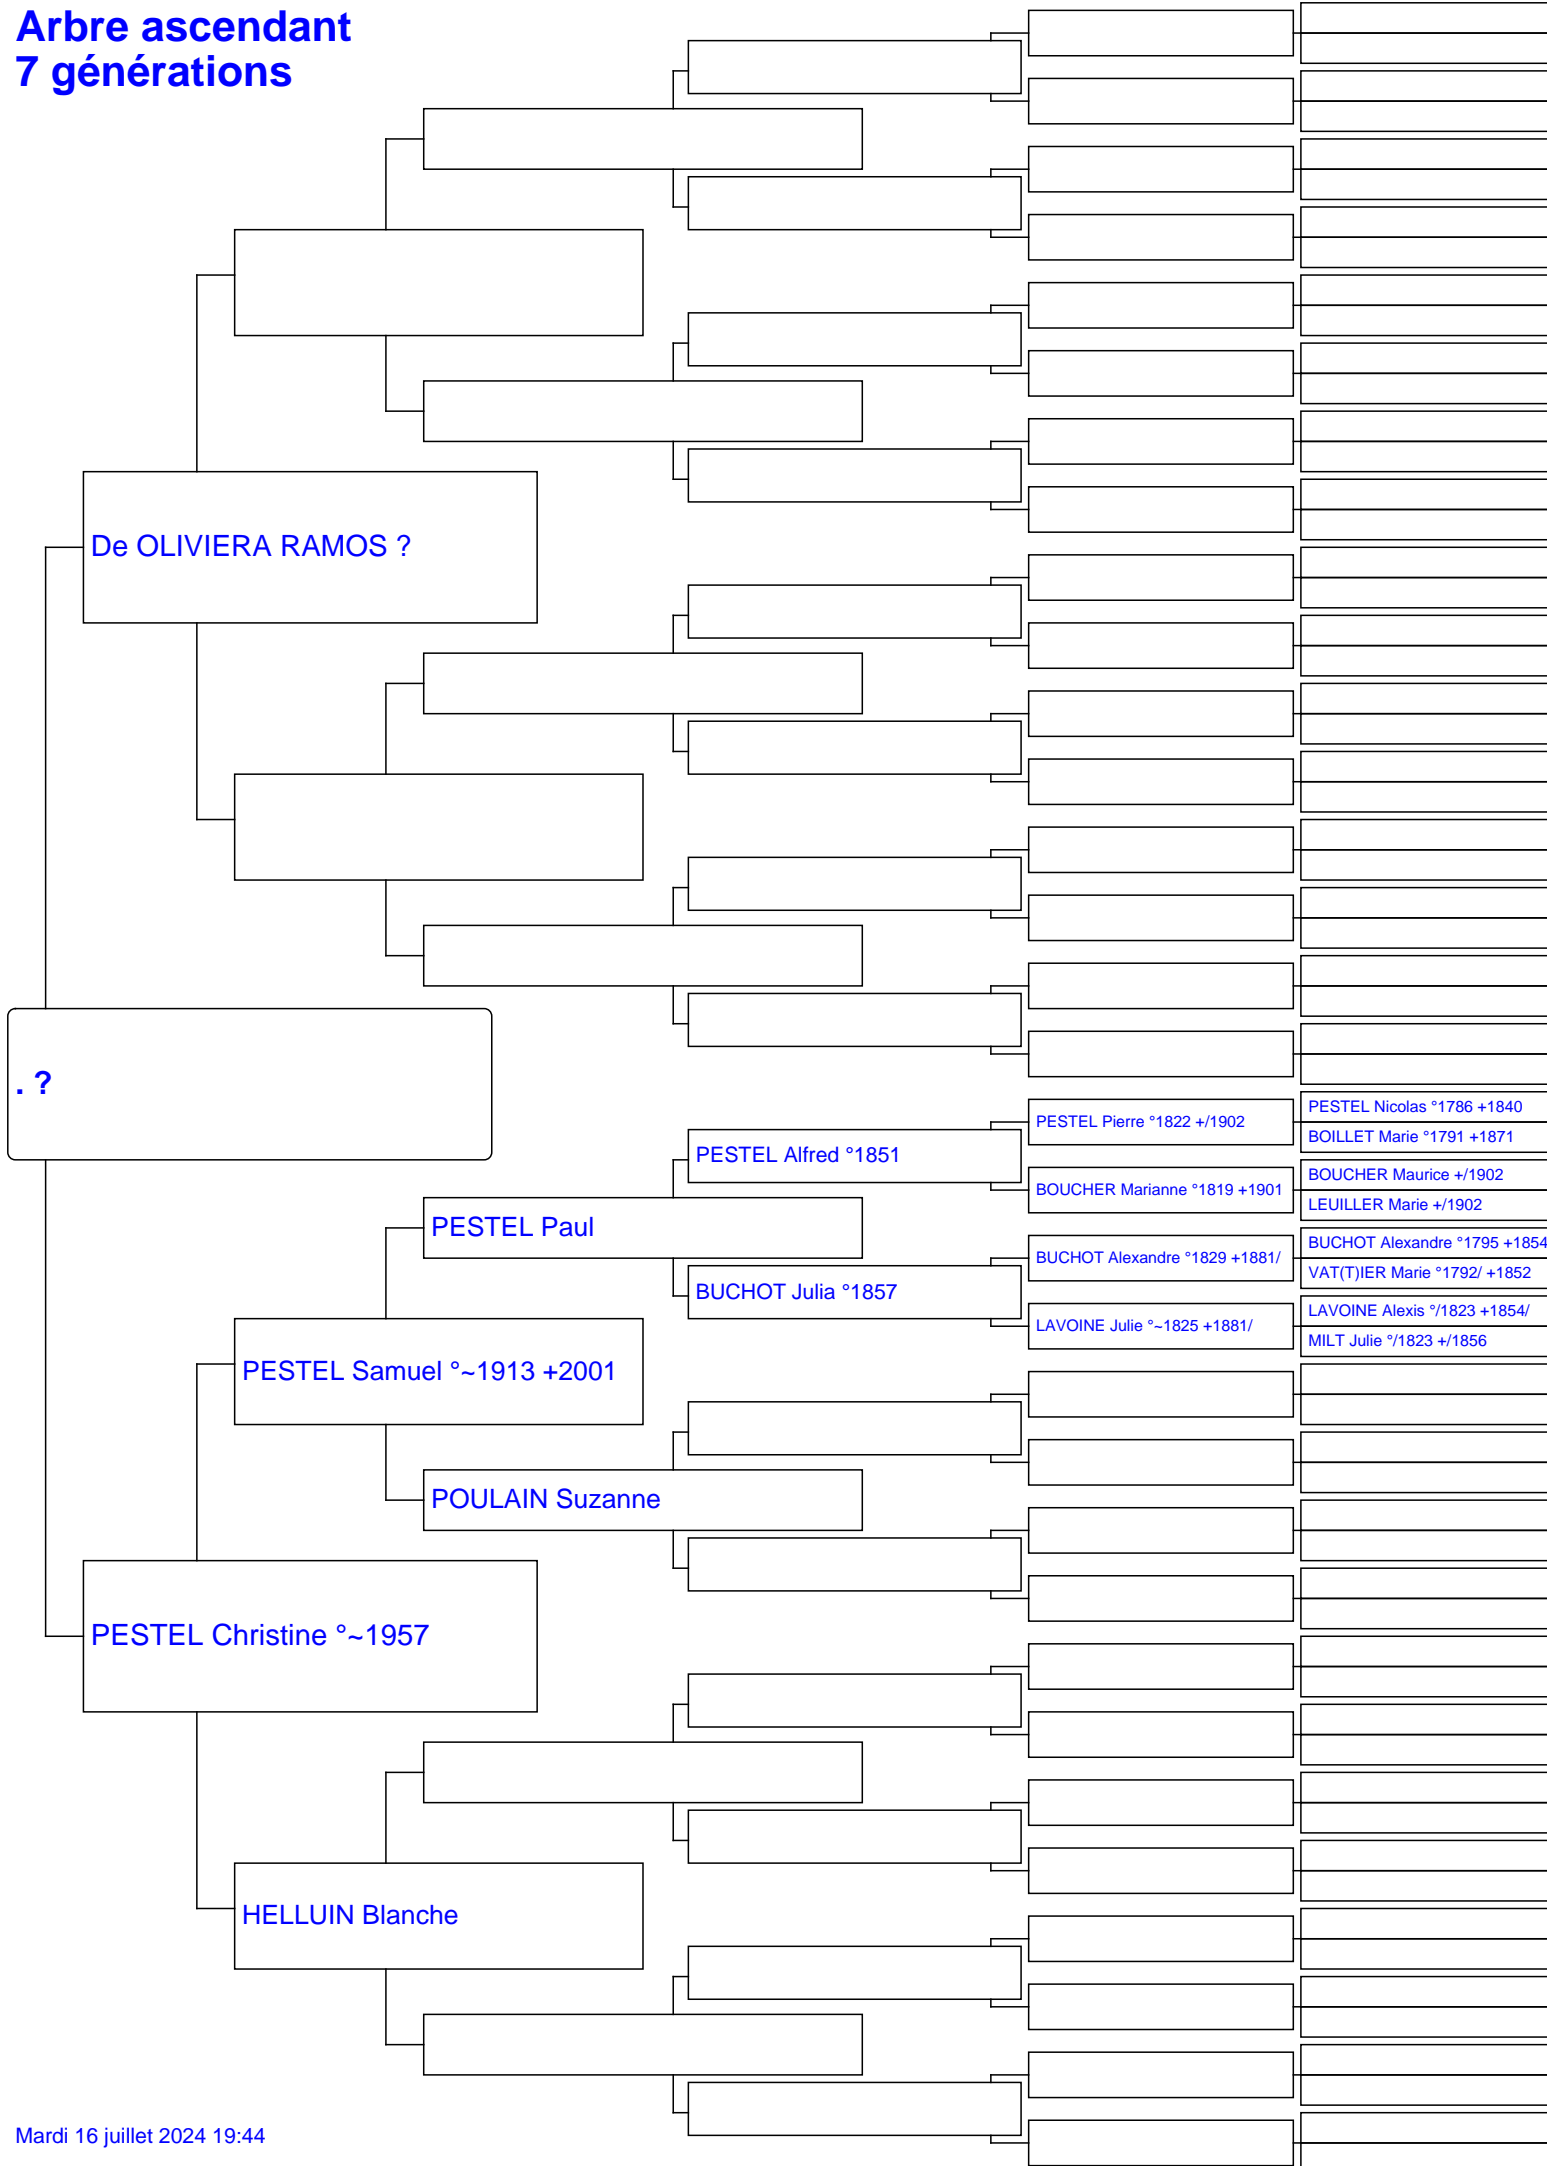 Arbre ascendant
7 générations
De OLIVIERA RAMOS ?
. ?
PESTEL Nicolas °1786 +1840
PESTEL Pierre °1822 +/1902
BOILLET Marie °1791 +1871
PESTEL Alfred °1851
BOUCHER Maurice +/1902
BOUCHER Marianne °1819 +1901
LEUILLER Marie +/1902
PESTEL Paul
BUCHOT Alexandre °1795 +1854
BUCHOT Alexandre °1829 +1881/
VAT(T)IER Marie °1792/ +1852
BUCHOT Julia °1857
LAVOINE Alexis °/1823 +1854/
LAVOINE Julie °~1825 +1881/
MILT Julie °/1823 +/1856
PESTEL Samuel °~1913 +2001
POULAIN Suzanne
PESTEL Christine °~1957
HELLUIN Blanche
Mardi 16 juillet 2024 19:44